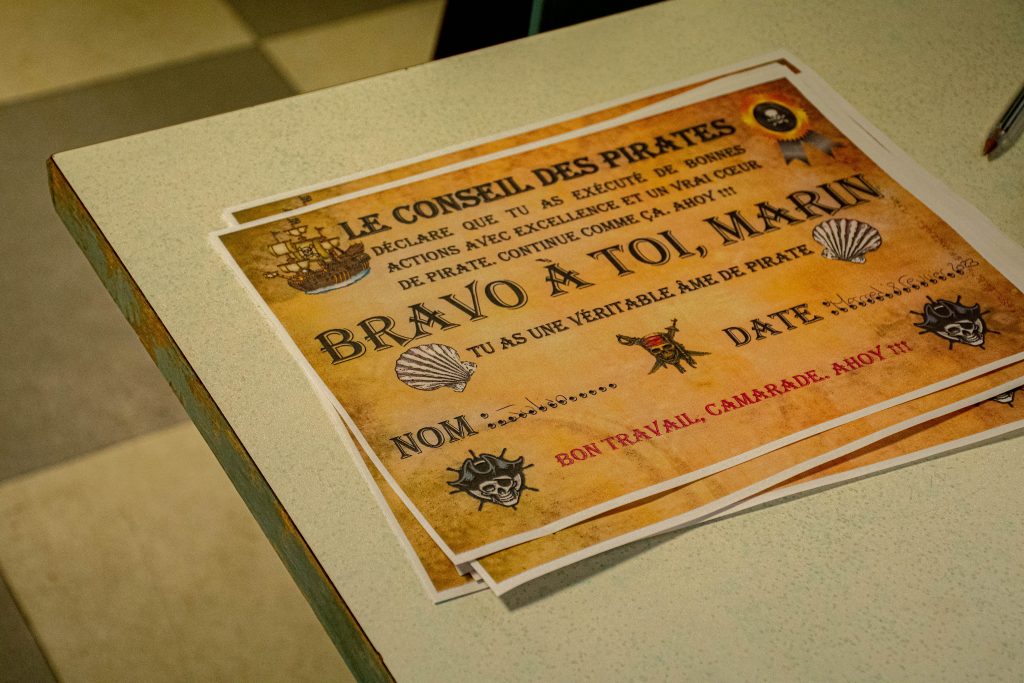 LE CONSEIL DES PIRATES
DÉCLARE QUE TU AS EXÉCUTÉ DE BONNES
ACTIONS AVEC EXCELLENCE ET UN VRAI CŒUR
DE PIRATE. CONTINUE COMME ÇA. AHOY !!!
BRAVO À TOI, MARIN
TU AS UNE VÉRITABLE ÂME DE PIRATE
DATE : 8 2023
NOM :
BON TRAVAIL, CAMARADE. AHOY !!!